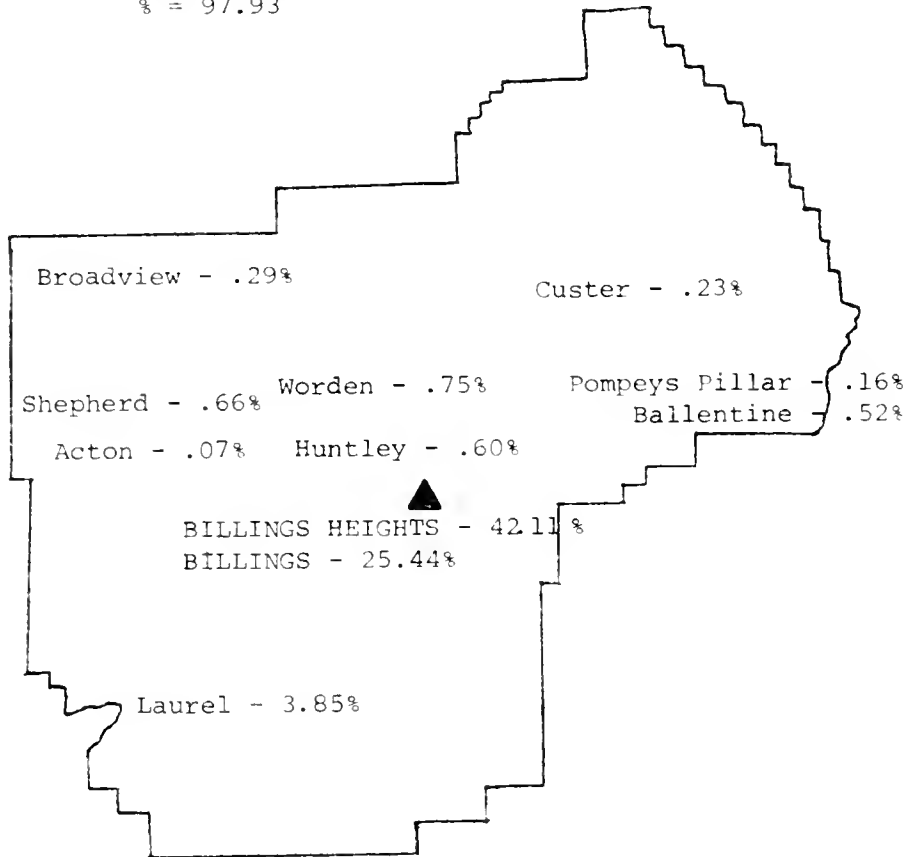 % = 97.93
Broadview - .29%
Custer - .23%
Worden - .75%
Pompeys Pillar - .16%
Shepherd - .66%
Ballentine - .52%
Acton - .07%
Huntley - .60%
BILLINGS HEIGHTS - 42.11%
BILLINGS - 25.44%
Laurel - 3.85%